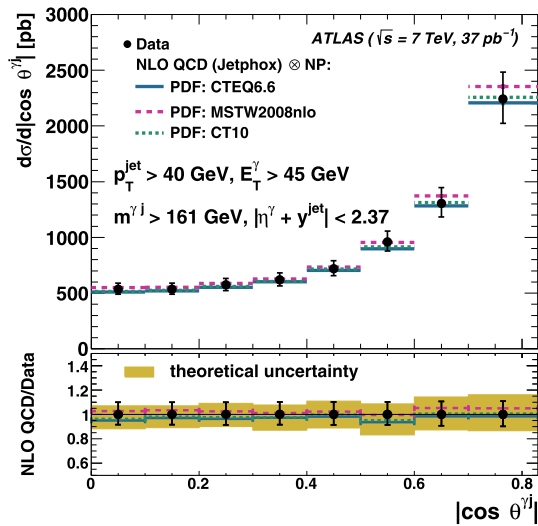 dσ/d|cos θ^γj| [pb]
3000
2500
2000
1500
1000
500
0
ATLAS ( √s = 7 TeV, 37 pb⁻¹)
Data
NLO QCD (Jetphox) ⊗ NP:
PDF: CTEQ6.6
PDF: MSTW2008nlo
PDF: CT10
p_T^jet > 40 GeV, E_T^γ > 45 GeV
m^γ j > 161 GeV, |η^γ + y^jet| < 2.37
NLO QCD/Data
1.4
1.2
1
0.8
0.6
theoretical uncertainty
0 0.2 0.4 0.6 0.8
|cos θ^γj|